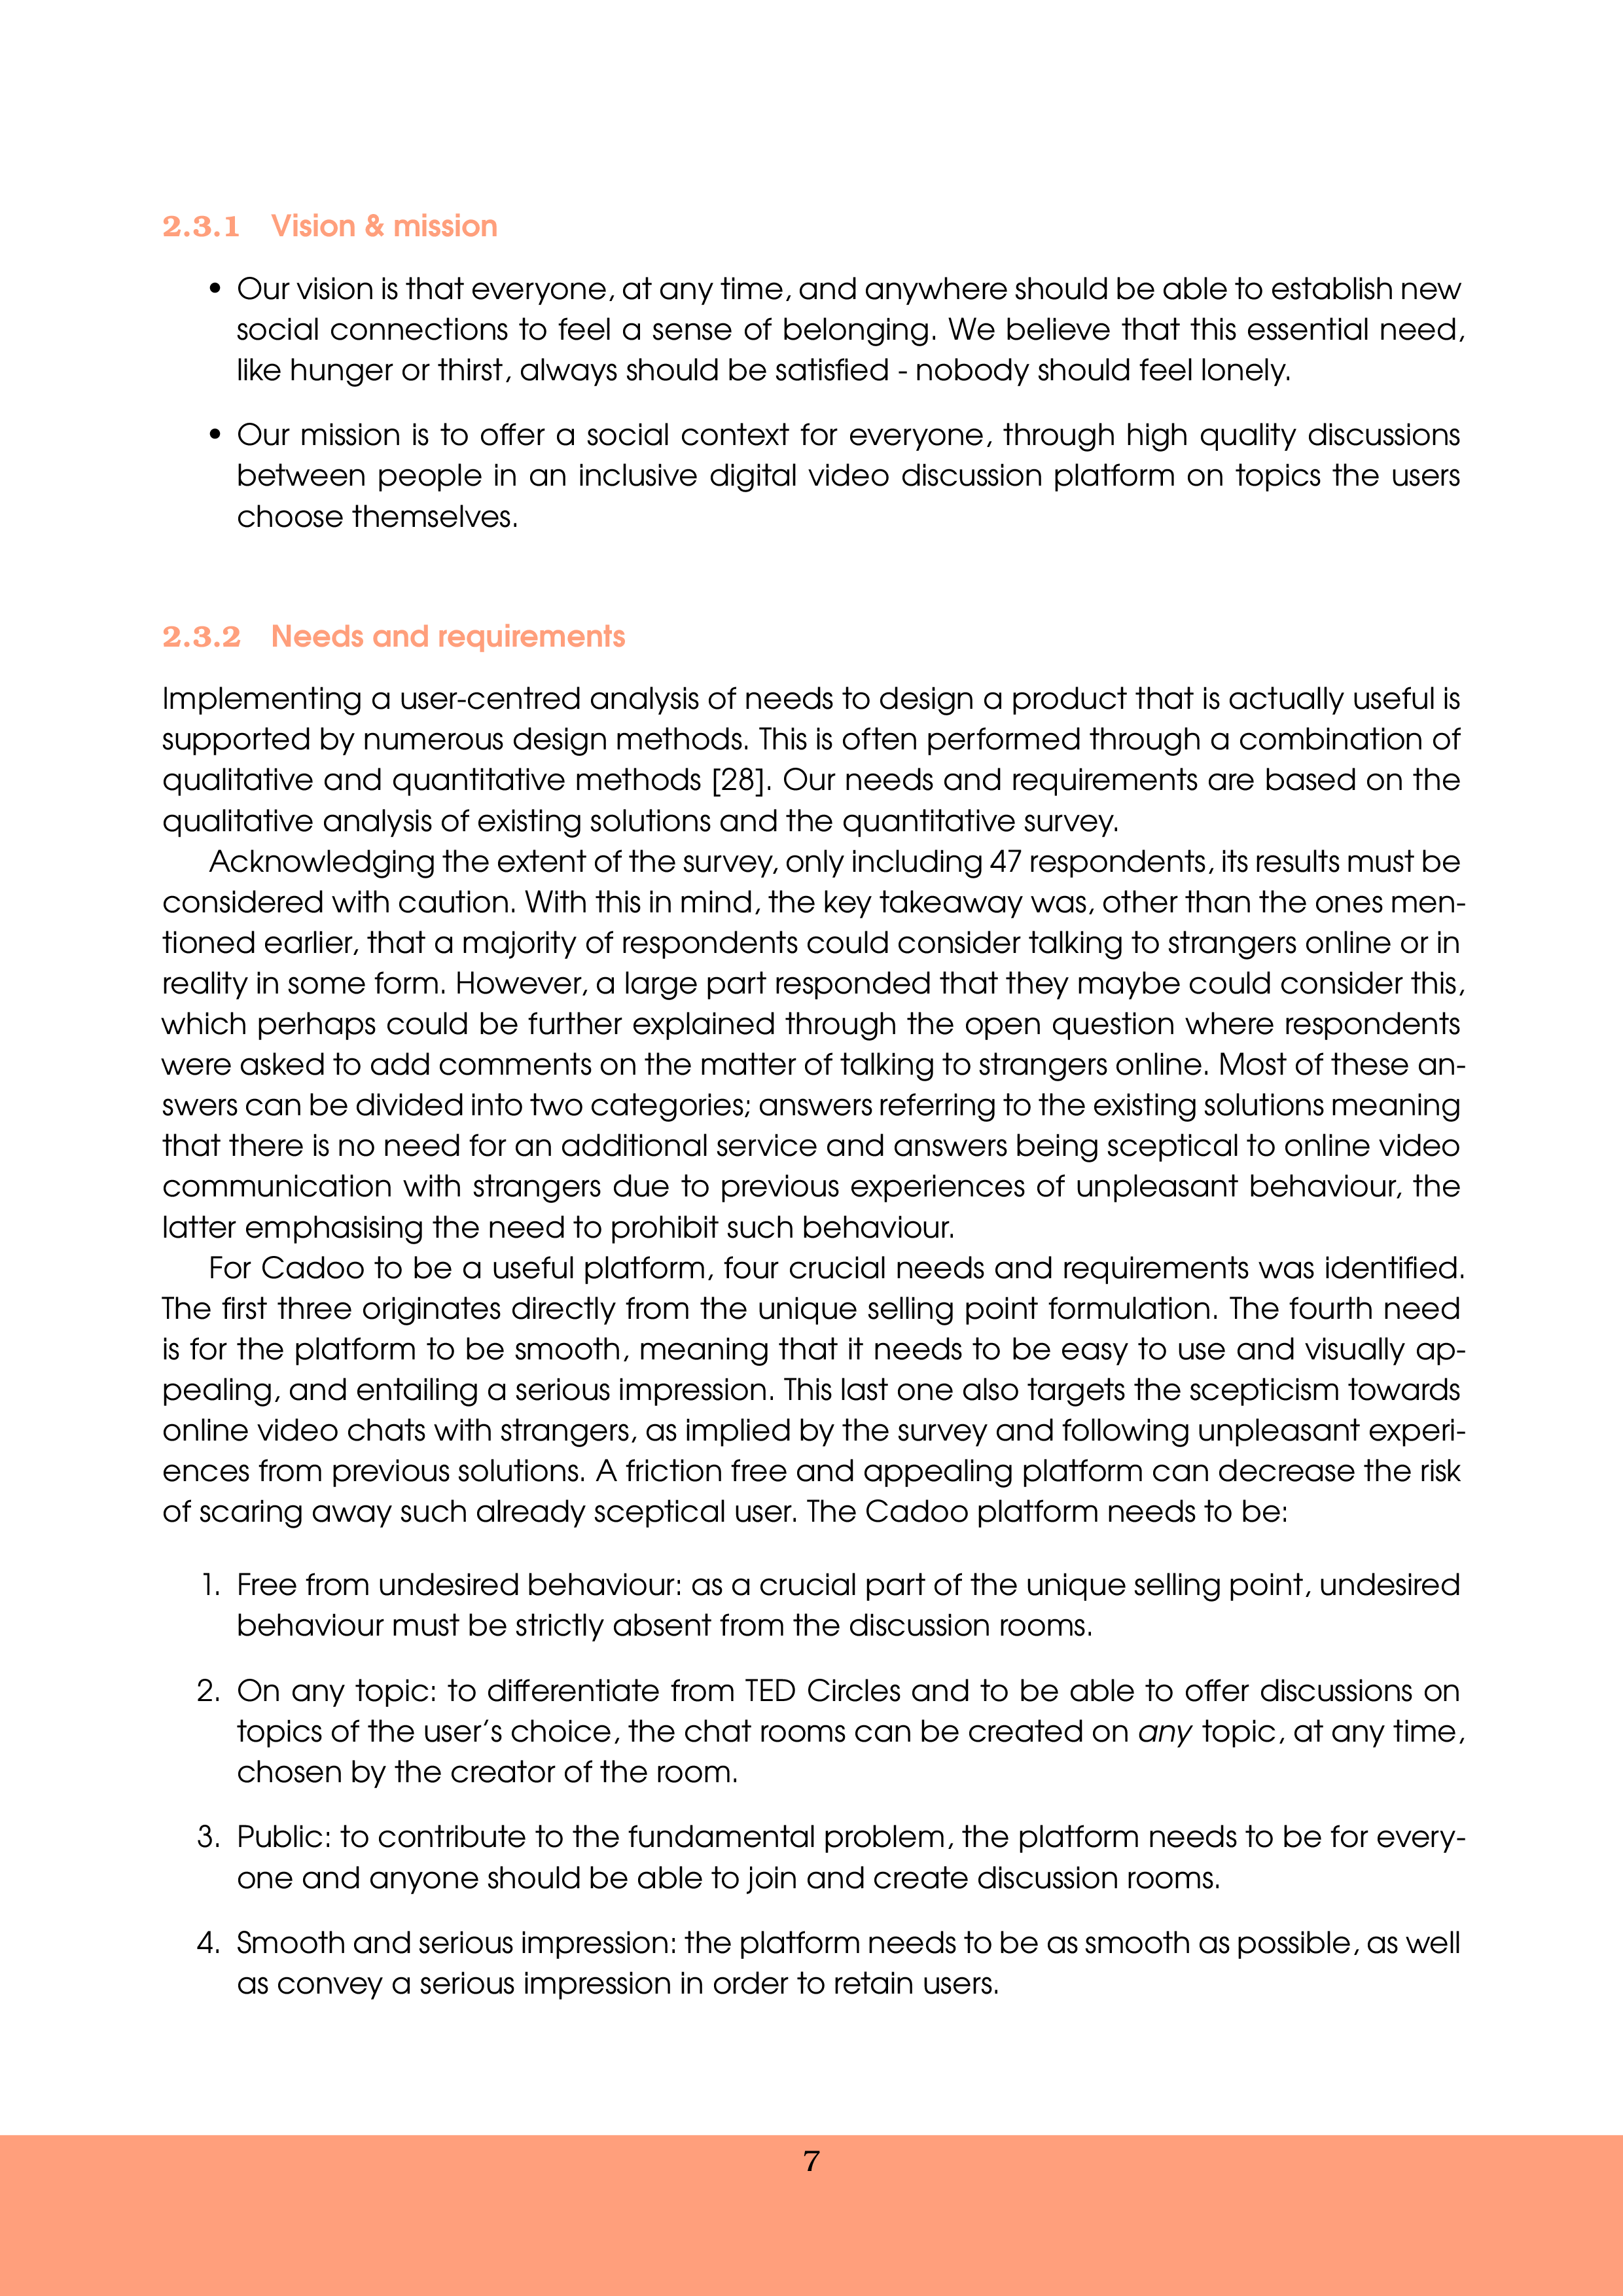 2.3.1 Vision & mission
• Our vision is that everyone, at any time, and anywhere should be able to establish new
social connections to feel a sense of belonging. We believe that this essential need,
like hunger or thirst, always should be satisfied - nobody should feel lonely.
• Our mission is to offer a social context for everyone, through high quality discussions
between people in an inclusive digital video discussion platform on topics the users
choose themselves.
2.3.2 Needs and requirements
Implementing a user-centred analysis of needs to design a product that is actually useful is
supported by numerous design methods. This is often performed through a combination of
qualitative and quantitative methods [28]. Our needs and requirements are based on the
qualitative analysis of existing solutions and the quantitative survey.
Acknowledging the extent of the survey, only including 47 respondents, its results must be
considered with caution. With this in mind, the key takeaway was, other than the ones men-
tioned earlier, that a majority of respondents could consider talking to strangers online or in
reality in some form. However, a large part responded that they maybe could consider this,
which perhaps could be further explained through the open question where respondents
were asked to add comments on the matter of talking to strangers online. Most of these an-
swers can be divided into two categories; answers referring to the existing solutions meaning
that there is no need for an additional service and answers being sceptical to online video
communication with strangers due to previous experiences of unpleasant behaviour, the
latter emphasising the need to prohibit such behaviour.
For Cadoo to be a useful platform, four crucial needs and requirements was identified.
The first three originates directly from the unique selling point formulation. The fourth need
is for the platform to be smooth, meaning that it needs to be easy to use and visually ap-
pealing, and entailing a serious impression. This last one also targets the scepticism towards
online video chats with strangers, as implied by the survey and following unpleasant experi-
ences from previous solutions. A friction free and appealing platform can decrease the risk
of scaring away such already sceptical user. The Cadoo platform needs to be:
1. Free from undesired behaviour: as a crucial part of the unique selling point, undesired
behaviour must be strictly absent from the discussion rooms.
2. On any topic: to differentiate from TED Circles and to be able to offer discussions on
topics of the user's choice, the chat rooms can be created on any topic, at any time,
chosen by the creator of the room.
3. Public: to contribute to the fundamental problem, the platform needs to be for every-
one and anyone should be able to join and create discussion rooms.
4. Smooth and serious impression: the platform needs to be as smooth as possible, as well
as convey a serious impression in order to retain users.
7